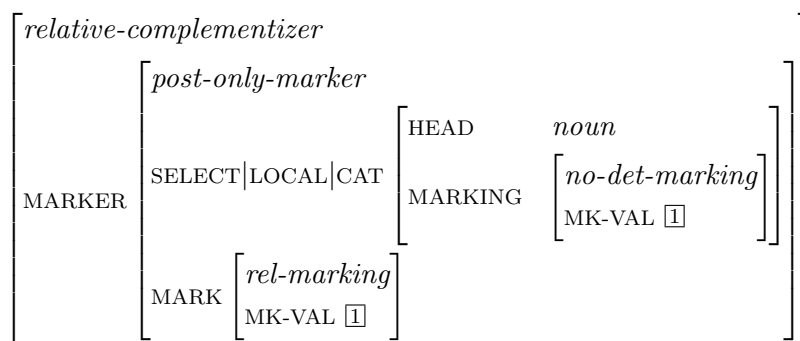 relative-complementizer
post-only-marker
HEAD noun
SELECT|LOCAL|CAT
no-det-marking
MARKING
MARKER
MK-VAL 1
rel-marking
MARK
MK-VAL 1